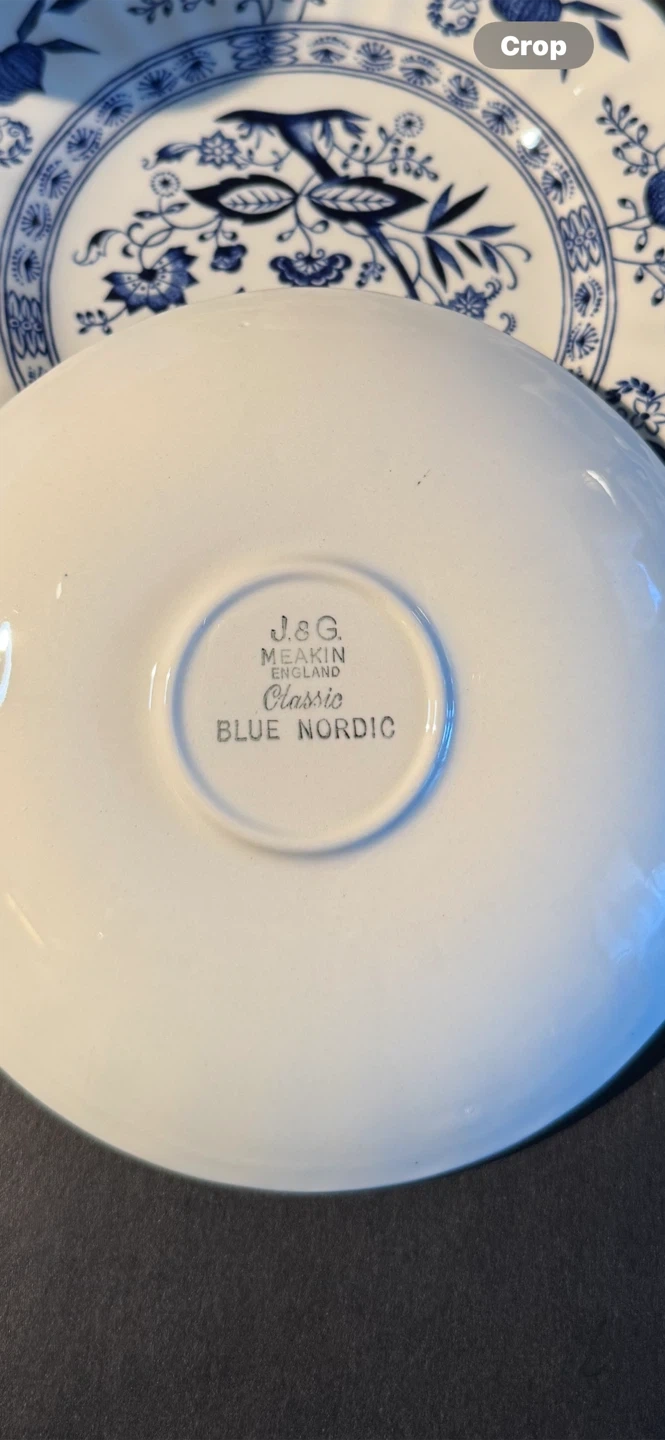 Crop
J. & G.
MEAKIN
ENGLAND
Classic
BLUE NORDIC